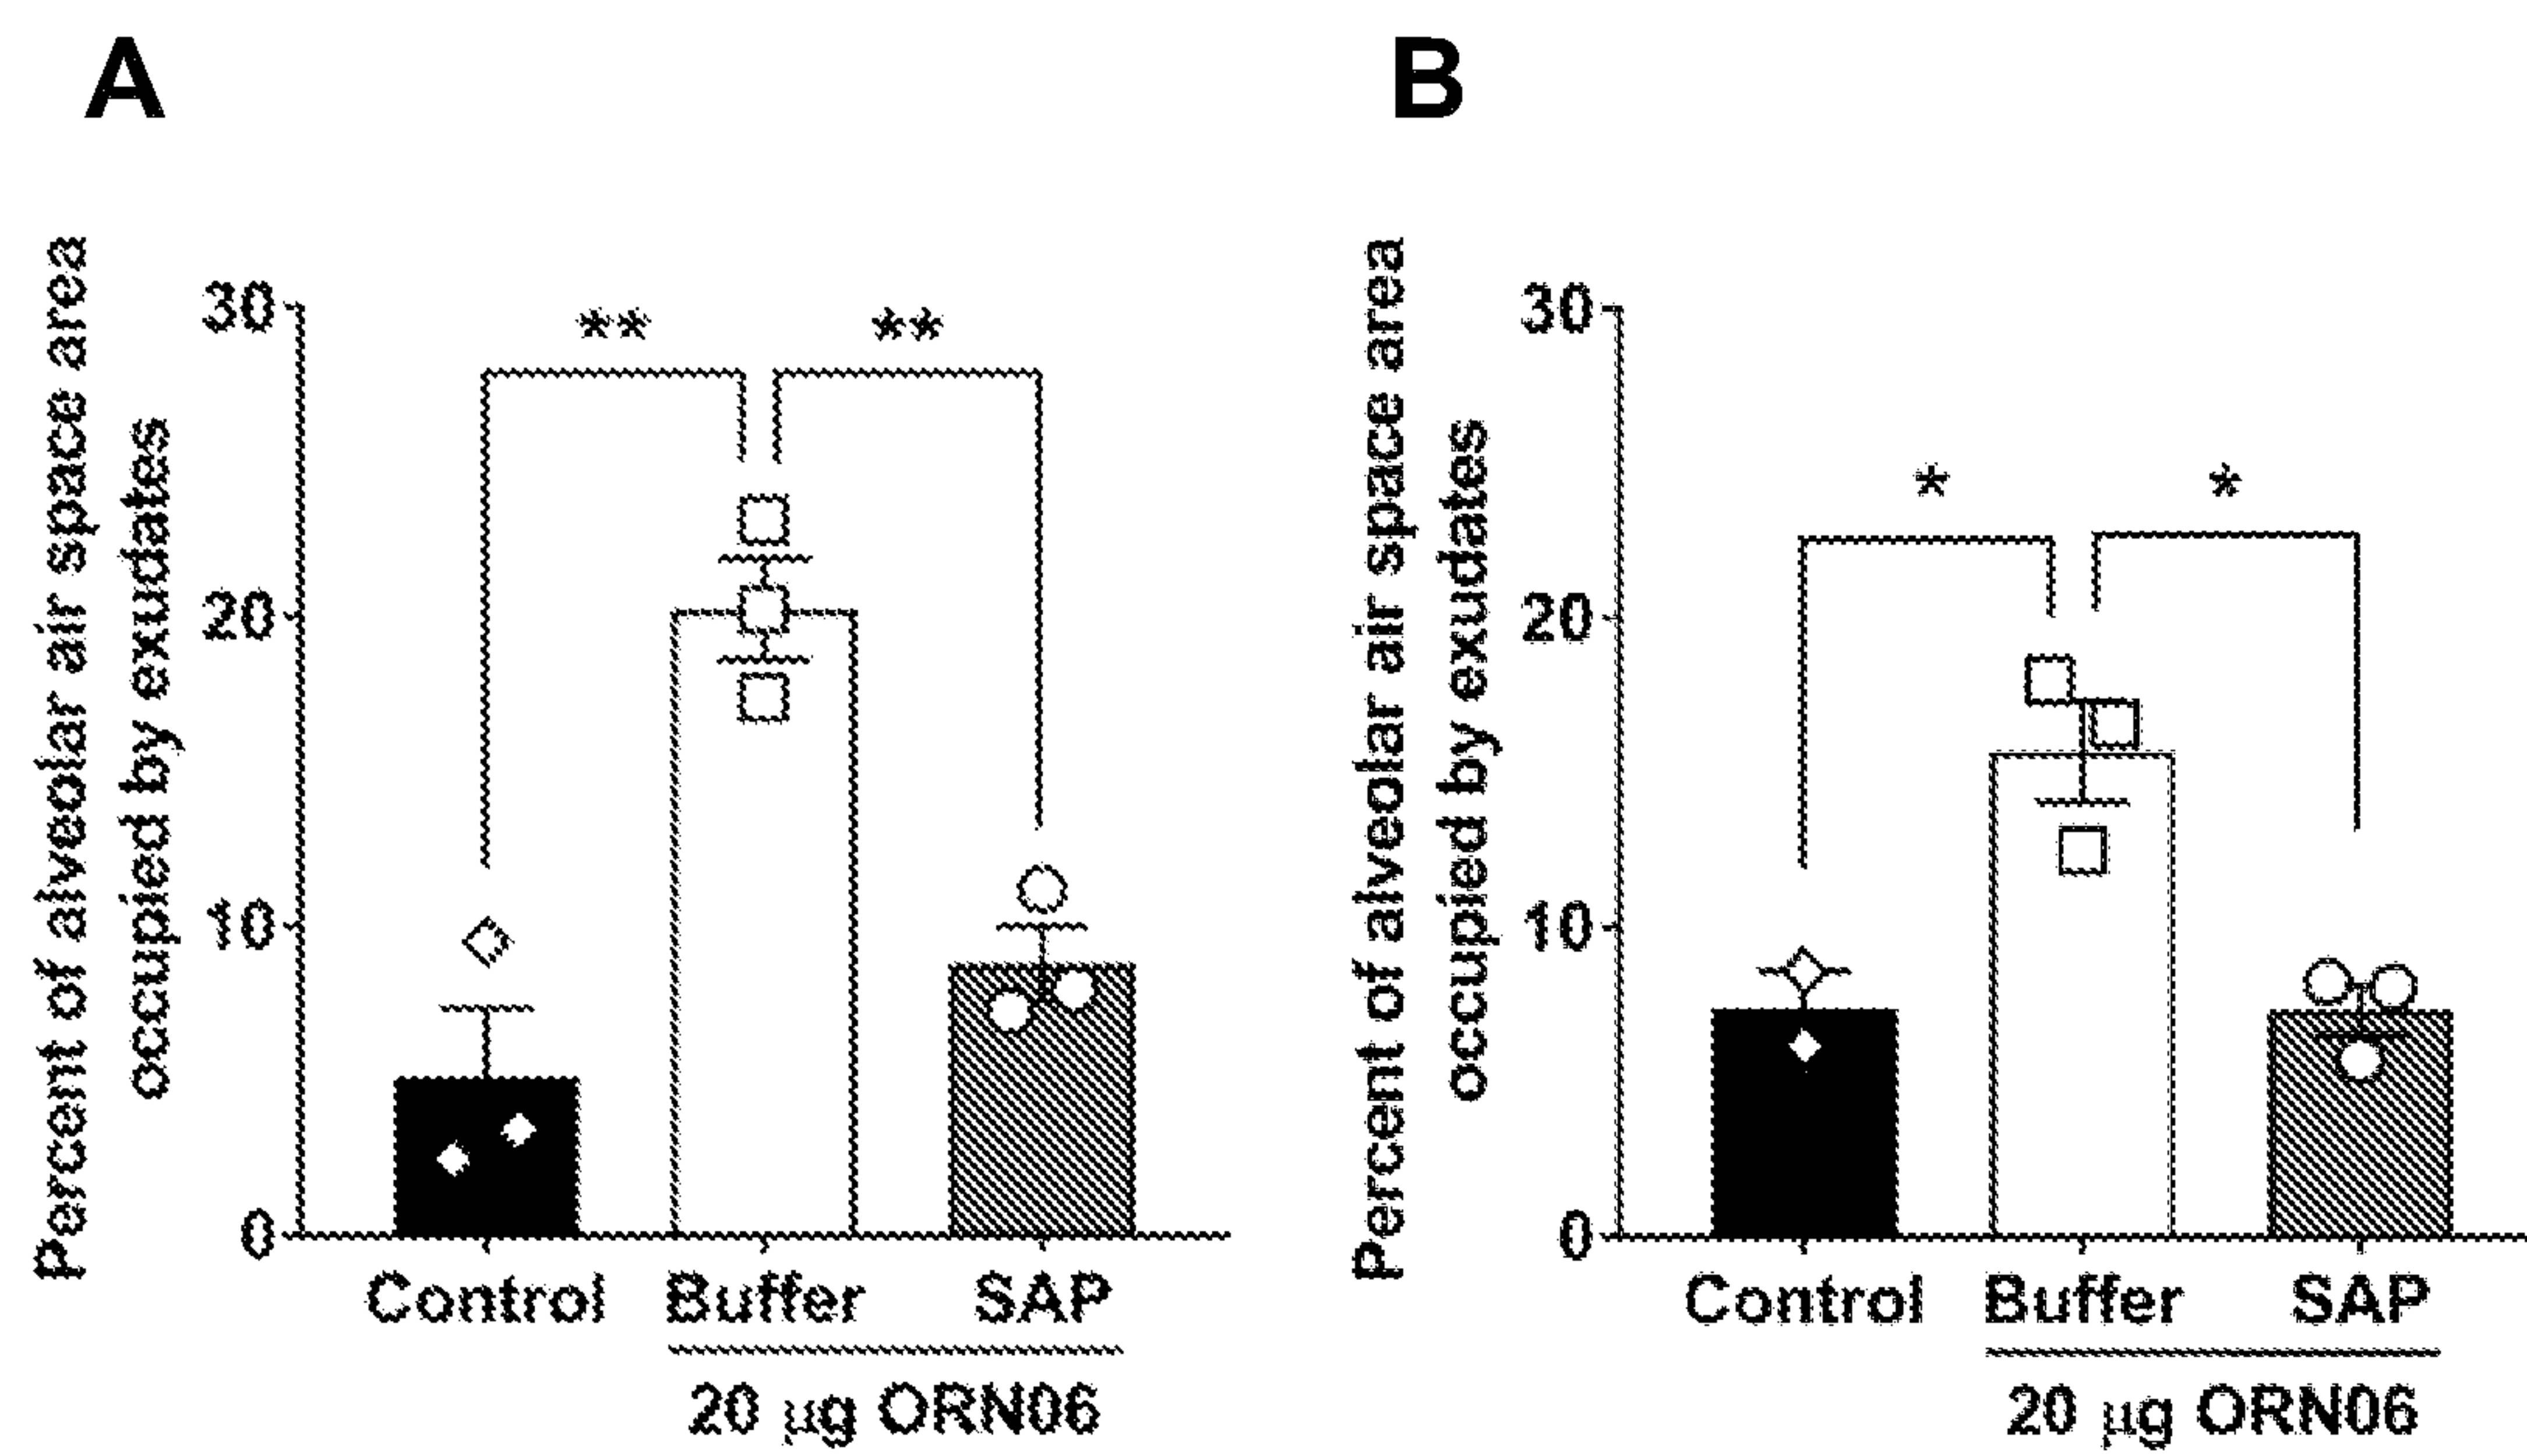 A
Percent of alveolar air space area
occupied by exudates
30
20
10
0
** **
Control Buffer SAP
20 µg ORN06
B
Percent of alveolar air space area
occupied by exudates
30
20
10
0
* *
Control Buffer SAP
20 µg ORN06